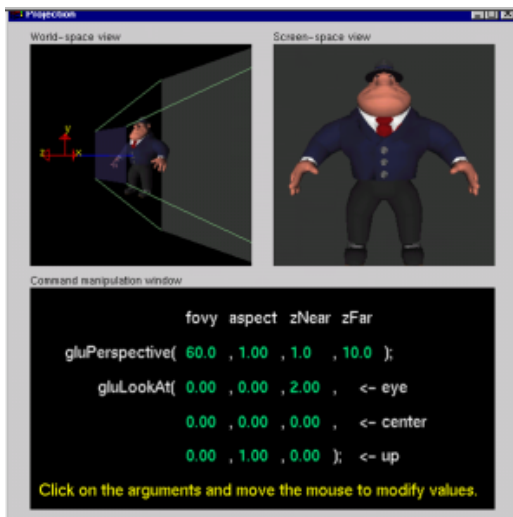 Projection
World-space view
Screen-space view
y
z x
Command manipulation window
fovy aspect zNear zFar
gluPerspective( 60.0 , 1.00 , 1.0 , 10.0 );
gluLookAt( 0.00 , 0.00 , 2.00 , <- eye
0.00 , 0.00 , 0.00 , <- center
0.00 , 1.00 , 0.00 ); <- up
Click on the arguments and move the mouse to modify values.